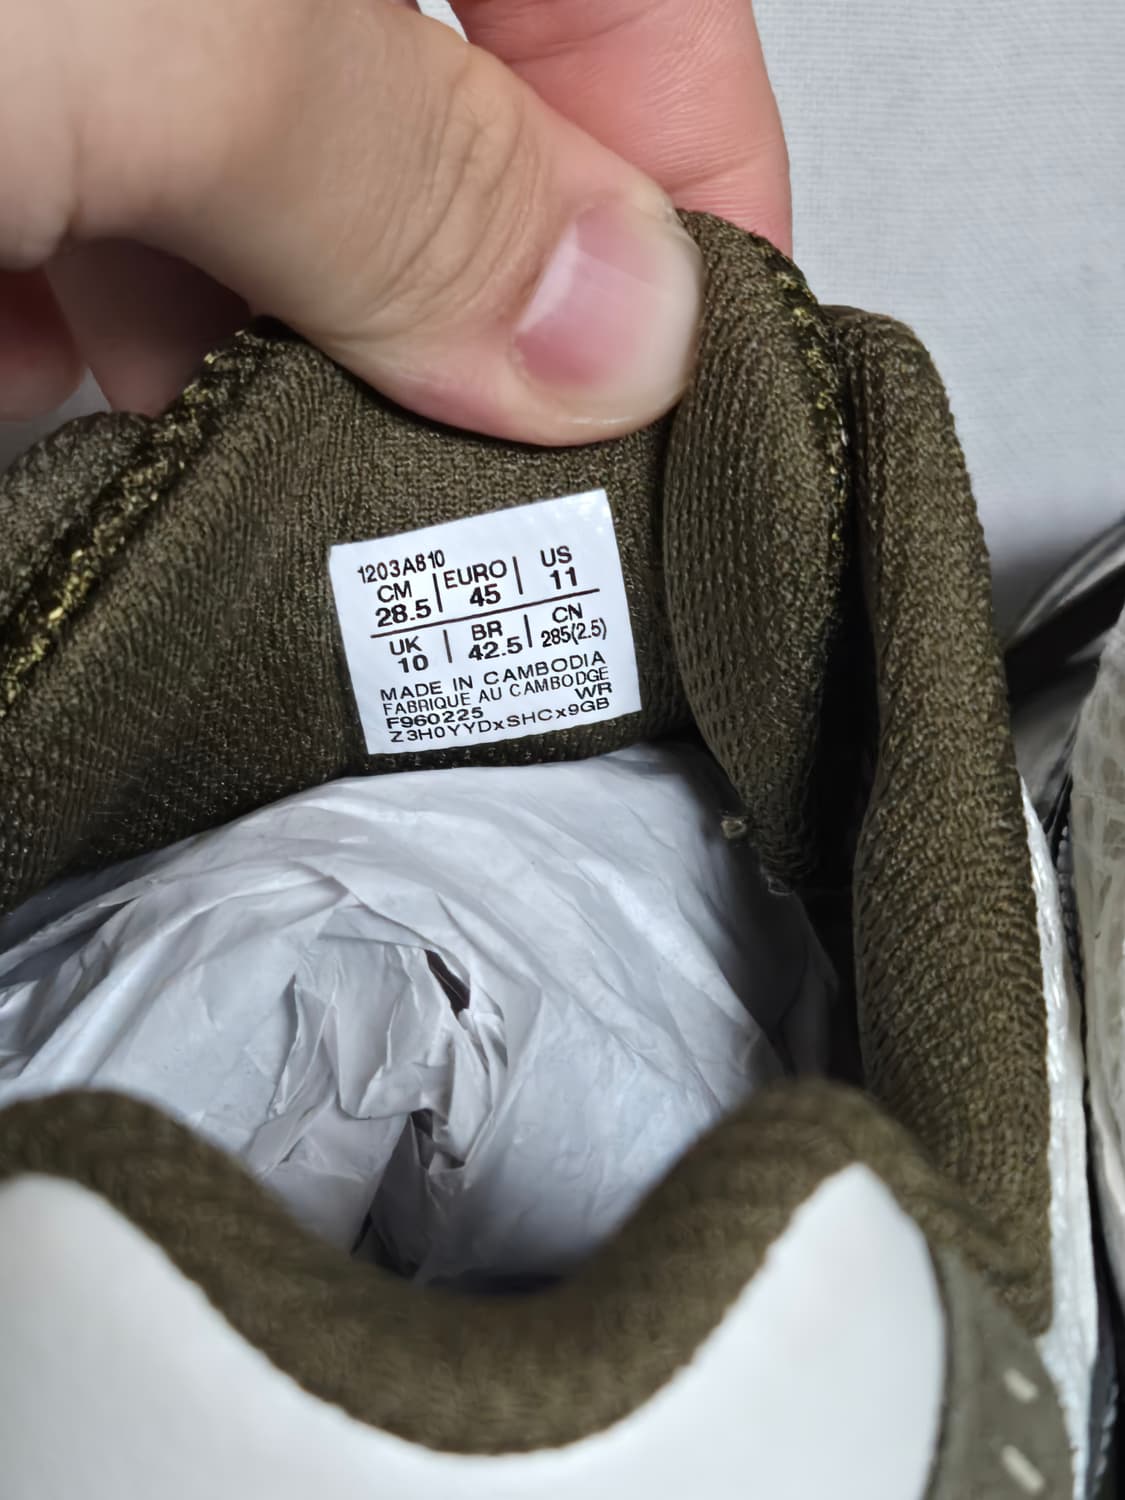 1203A810
CM | EURO | US
28.5 | 45 | 11
UK | BR | CN
10 | 42.5 | 285(2.5)
MADE IN CAMBODIA
FABRIQUE AU CAMBODGE
WR
F960225
Z3H0YYDxSHCx9GB